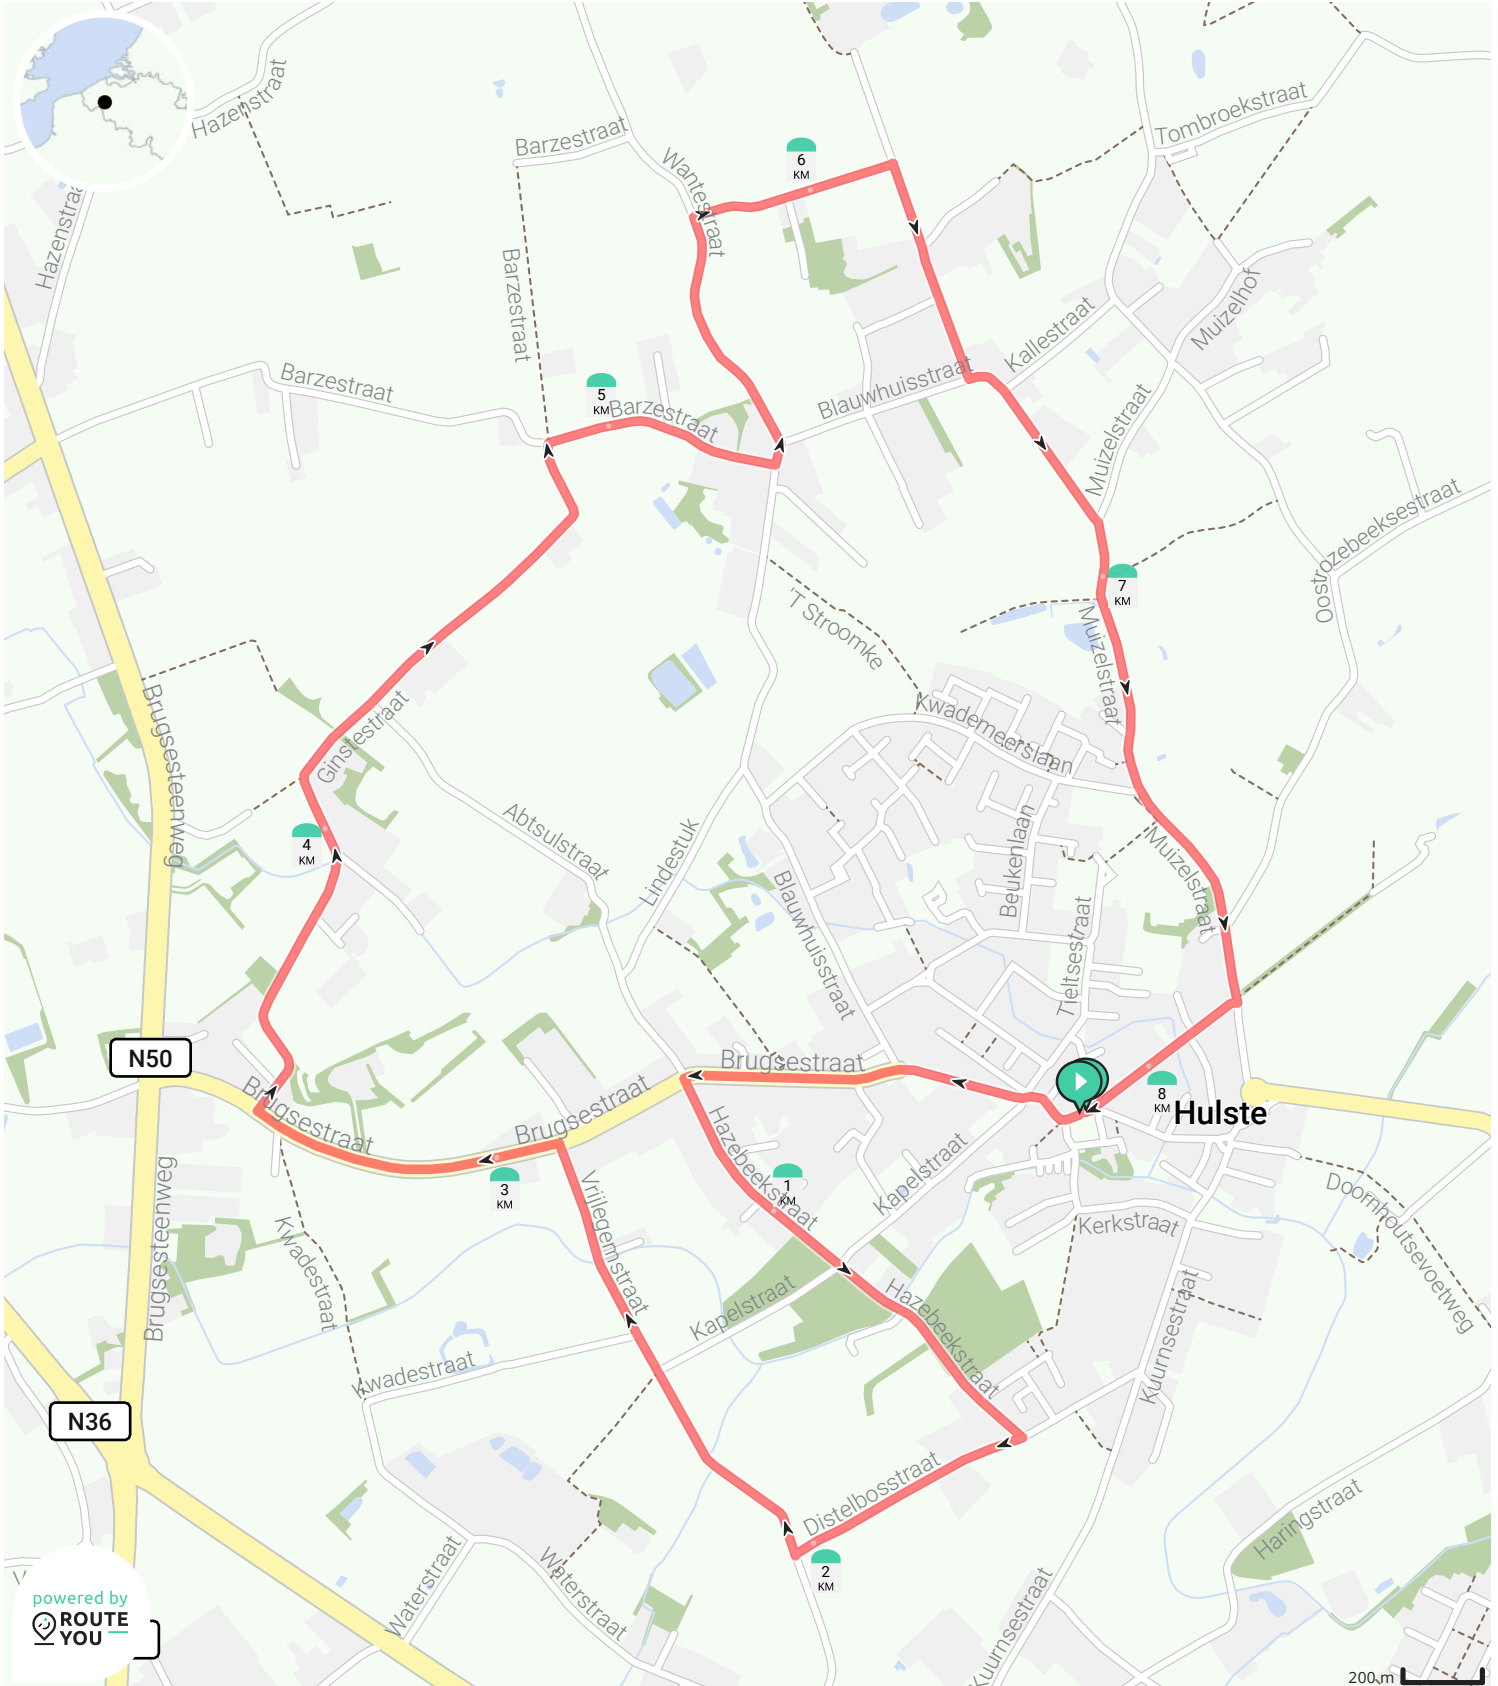 Hazenstraat
Tombroekstraat
Barzestraat
Wantestraat
6
KM
Hazenstraat
Barzestraat
Muizelhof
Kallestraat
Barzestraat
Blauwhuisstraat
5
KM
Barzestraat
Muizelstraat
Oostrozebeeksestraat
7
KM
'T Stroomke
Muizelstraat
Brugsesteenweg
Ginstestraat
Kwademeerslaan
4
KM
Abtsulstraat
Lindestuk
Beukenlaan
Muizelstraat
Blauwhuisstraat
Tieltsestraat
N50
Brugsestraat
Brugsestraat
Brugsestraat
8
KM
Hulste
Hazebeekstraat
1
KM
Kapelstraat
3
KM
Vrijlegemstraat
Kerkstraat
Doornhoutsevoetweg
Brugsesteenweg
Kwadestraat
Kapelstraat
Hazebeekstraat
Kuurnsestraat
Kwadestraat
N36
Distelbosstraat
Haringstraat
2
KM
Waterstraat
Waterstraat
Kuurnsestraat
powered by
ROUTE
YOU
200 m